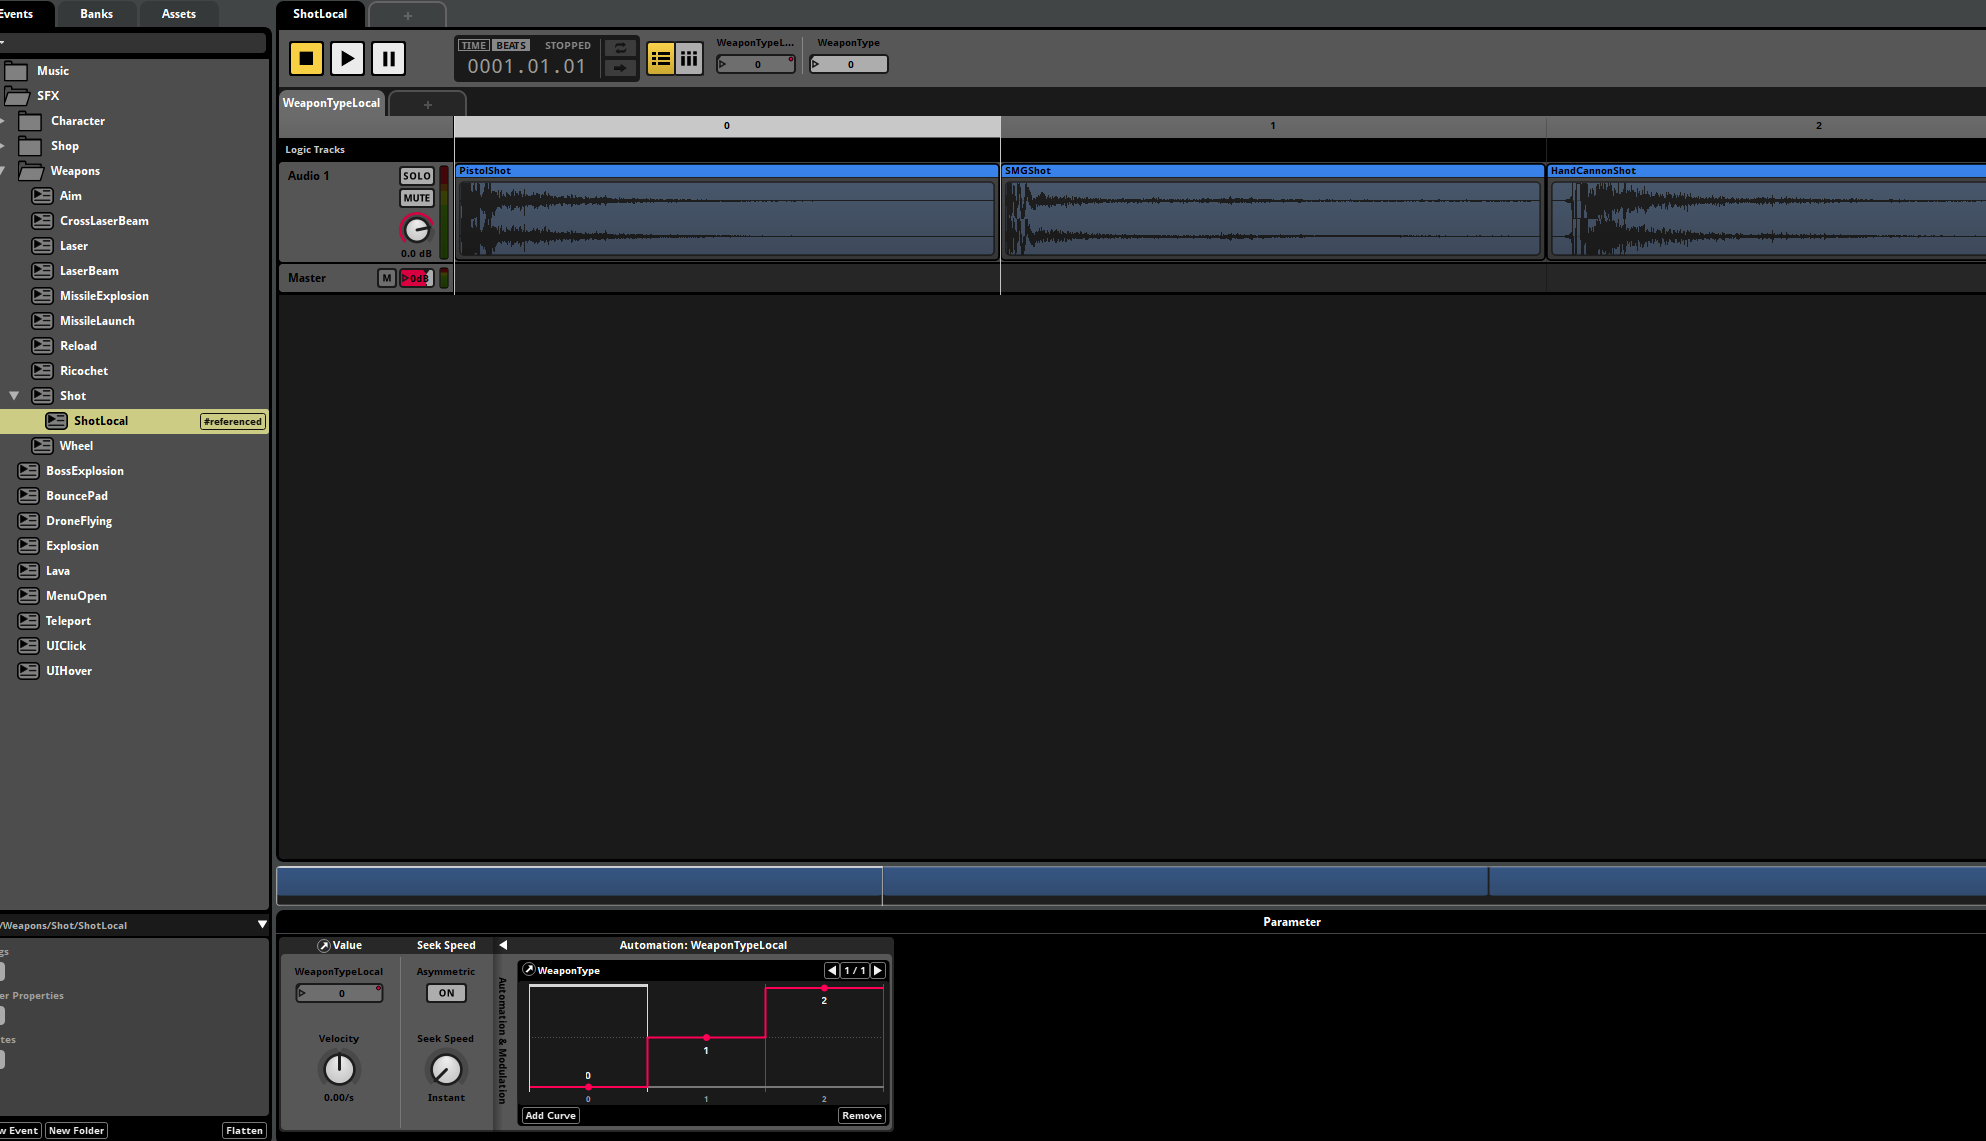 Events Banks Assets
ShotLocal +
Music
SFX
Character
Shop
Weapons
Aim
CrossLaserBeam
Laser
LaserBeam
MissileExplosion
MissileLaunch
Reload
Ricochet
Shot
ShotLocal #referenced
Wheel
BossExplosion
BouncePad
DroneFlying
Explosion
Lava
MenuOpen
Teleport
UIClick
UIHover
/Weapons/Shot/ShotLocal
gs
er Properties
tes
w Event New Folder Flatten
TIME BEATS STOPPED
0001.01.01
WeaponTypeL... WeaponType
0 0
WeaponTypeLocal +
0 1 2
Logic Tracks
Audio 1 SOLO
MUTE
0.0 dB
PistolShot SMGShot HandCannonShot
Master M 0dB
Parameter
Value Seek Speed Automation: WeaponTypeLocal
WeaponTypeLocal Asymmetric
0 ON
Velocity Seek Speed
0.00/s Instant
Automation & Modulation
WeaponType 1 / 1
2
1
0
0 1 2
Add Curve Remove